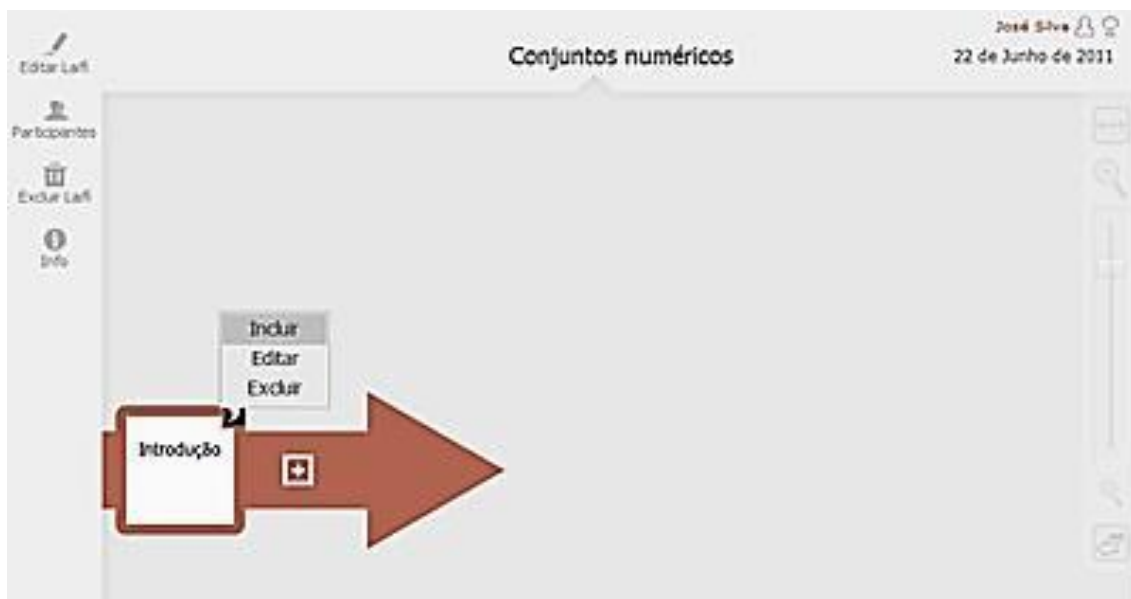 José Silva
22 de Junho de 2011
Conjuntos numéricos
Editar Lafi
Participantes
Excluir Lafi
Info
Incluir
Editar
Excluir
Introdução